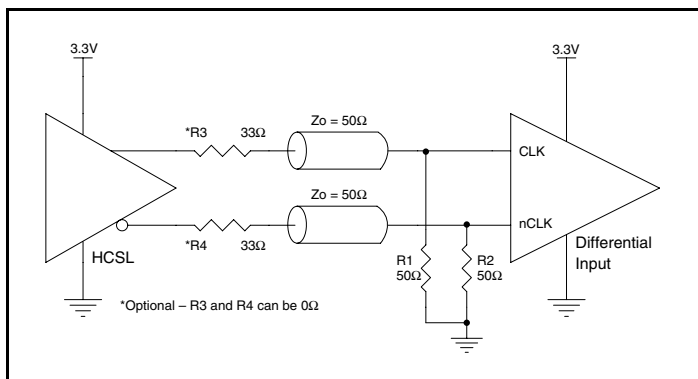 3.3V
3.3V
Zo = 50Ω
*R3
33Ω
CLK
Zo = 50Ω
nCLK
*R4
33Ω
HCSL
Differential
Input
R1
50Ω
R2
50Ω
*Optional – R3 and R4 can be 0Ω